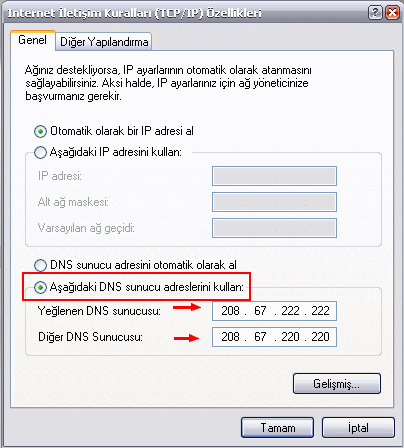 Internet İletişim Kuralları (TCP/IP) Özellikleri
Genel
Diğer Yapılandırma
Ağınız destekliyorsa, IP ayarlarının otomatik olarak atanmasını
sağlayabilirsiniz. Aksi halde, IP ayarlarınız için ağ yöneticinize
başvurmanız gerekir.
Otomatik olarak bir IP adresi al
Aşağıdaki IP adresini kullan:
IP adresi:
Alt ağ maskesi:
Varsayılan ağ geçidi:
DNS sunucu adresini otomatik olarak al
Aşağıdaki DNS sunucu adreslerini kullan:
Yeğlenen DNS sunucusu: 208 . 67 . 222 . 222
Diğer DNS Sunucusu: 208 . 67 . 220 . 220
Gelişmiş...
Tamam
İptal